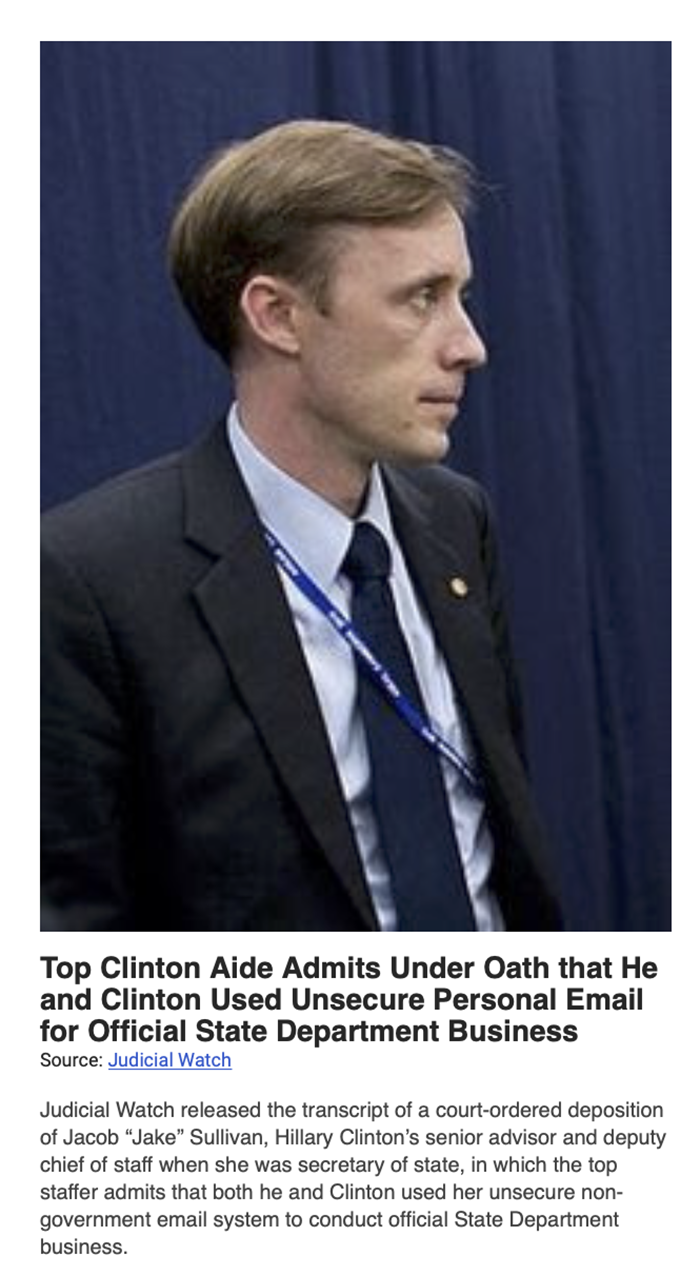 Top Clinton Aide Admits Under Oath that He
and Clinton Used Unsecure Personal Email
for Official State Department Business
Source: Judicial Watch
Judicial Watch released the transcript of a court-ordered deposition
of Jacob “Jake” Sullivan, Hillary Clinton’s senior advisor and deputy
chief of staff when she was secretary of state, in which the top
staffer admits that both he and Clinton used her unsecure non-
government email system to conduct official State Department
business.